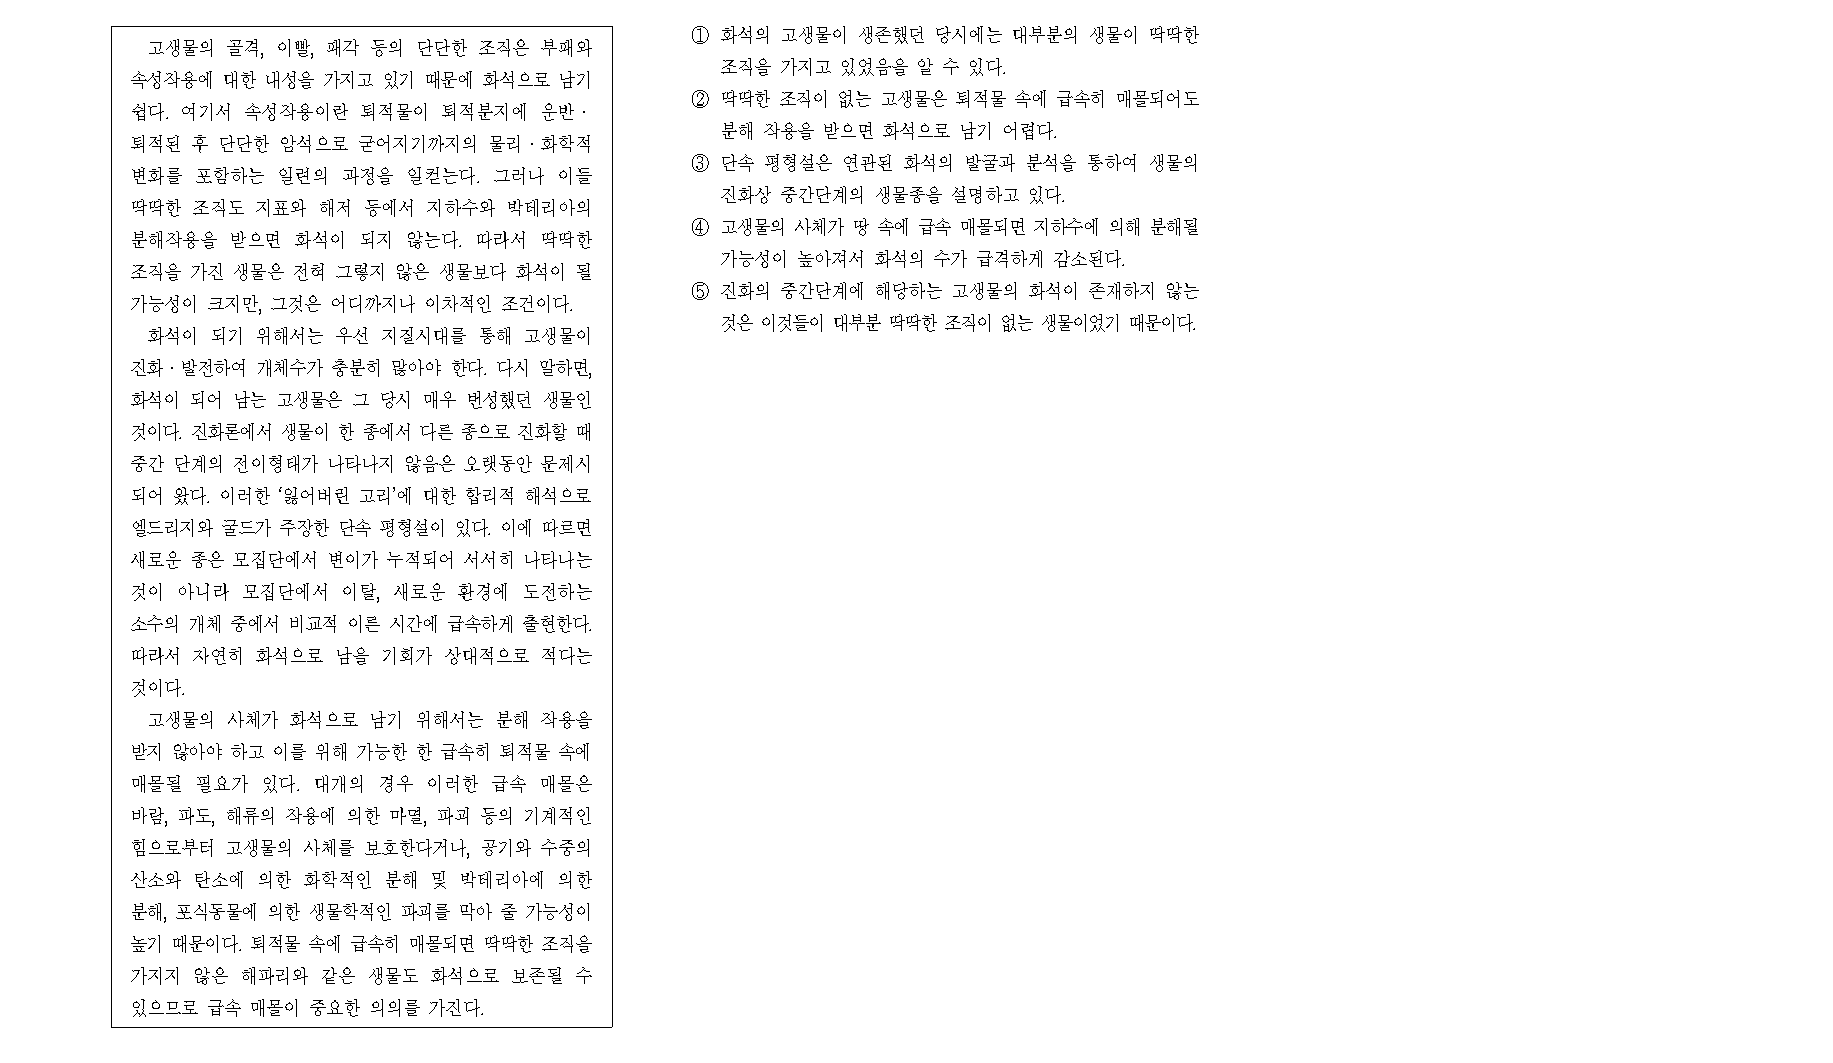 고생물의 골격, 이빨, 패각 등의 단단한 조직은 부패와
속성작용에 대한 내성을 가지고 있기 때문에 화석으로 남기
쉽다. 여기서 속성작용이란 퇴적물이 퇴적분지에 운반·
퇴적된 후 단단한 암석으로 굳어지기까지의 물리·화학적
변화를 포함하는 일련의 과정을 일컫는다. 그러나 이들
딱딱한 조직도 지표와 해저 등에서 지하수와 박테리아의
분해작용을 받으면 화석이 되지 않는다. 따라서 딱딱한
조직을 가진 생물은 전혀 그렇지 않은 생물보다 화석이 될
가능성이 크지만, 그것은 어디까지나 이차적인 조건이다.
화석이 되기 위해서는 우선 지질시대를 통해 고생물이
진화·발전하여 개체수가 충분히 많아야 한다. 다시 말하면,
화석이 되어 남는 고생물은 그 당시 매우 번성했던 생물인
것이다. 진화론에서 생물이 한 종에서 다른 종으로 진화할 때
중간 단계의 전이형태가 나타나지 않음은 오랫동안 문제시
되어 왔다. 이러한 ‘잃어버린 고리’에 대한 합리적 해석으로
엘드리지와 굴드가 주장한 단속 평형설이 있다. 이에 따르면
새로운 종은 모집단에서 변이가 누적되어 서서히 나타나는
것이 아니라 모집단에서 이탈, 새로운 환경에 도전하는
소수의 개체 중에서 비교적 이른 시간에 급속하게 출현한다.
따라서 자연히 화석으로 남을 기회가 상대적으로 적다는
것이다.
고생물의 사체가 화석으로 남기 위해서는 분해 작용을
받지 않아야 하고 이를 위해 가능한 한 급속히 퇴적물 속에
매몰될 필요가 있다. 대개의 경우 이러한 급속 매몰은
바람, 파도, 해류의 작용에 의한 마멸, 파괴 등의 기계적인
힘으로부터 고생물의 사체를 보호한다거나, 공기와 수중의
산소와 탄소에 의한 화학적인 분해 및 박테리아에 의한
분해, 포식동물에 의한 생물학적인 파괴를 막아 줄 가능성이
높기 때문이다. 퇴적물 속에 급속히 매몰되면 딱딱한 조직을
가지지 않은 해파리와 같은 생물도 화석으로 보존될 수
있으므로 급속 매몰이 중요한 의의를 가진다.
① 화석의 고생물이 생존했던 당시에는 대부분의 생물이 딱딱한
조직을 가지고 있었음을 알 수 있다.
② 딱딱한 조직이 없는 고생물은 퇴적물 속에 급속히 매몰되어도
분해 작용을 받으면 화석으로 남기 어렵다.
③ 단속 평형설은 연관된 화석의 발굴과 분석을 통하여 생물의
진화상 중간단계의 생물종을 설명하고 있다.
④ 고생물의 사체가 땅 속에 급속 매몰되면 지하수에 의해 분해될
가능성이 높아져서 화석의 수가 급격하게 감소된다.
⑤ 진화의 중간단계에 해당하는 고생물의 화석이 존재하지 않는
것은 이것들이 대부분 딱딱한 조직이 없는 생물이었기 때문이다.